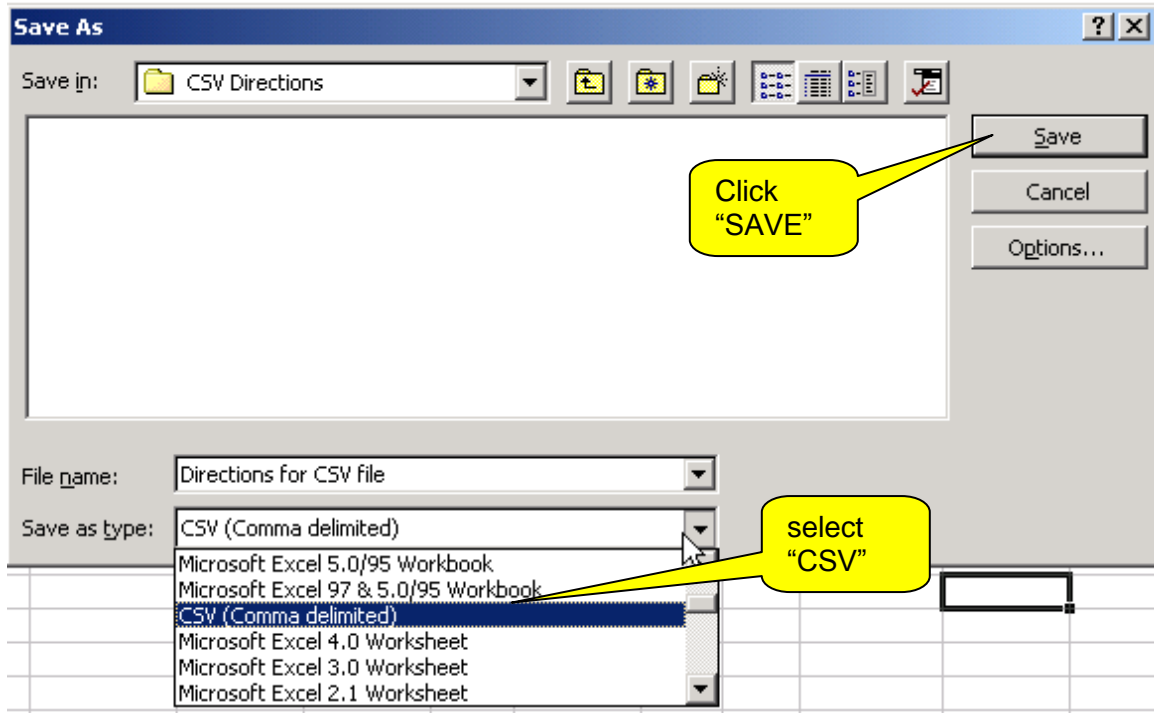 Save As
Save in: CSV Directions
Save
Click
“SAVE”
Cancel
Options...
File name: Directions for CSV file
Save as type: CSV (Comma delimited)
select
“CSV”
Microsoft Excel 5.0/95 Workbook
Microsoft Excel 97 & 5.0/95 Workbook
CSV (Comma delimited)
Microsoft Excel 4.0 Worksheet
Microsoft Excel 3.0 Worksheet
Microsoft Excel 2.1 Worksheet